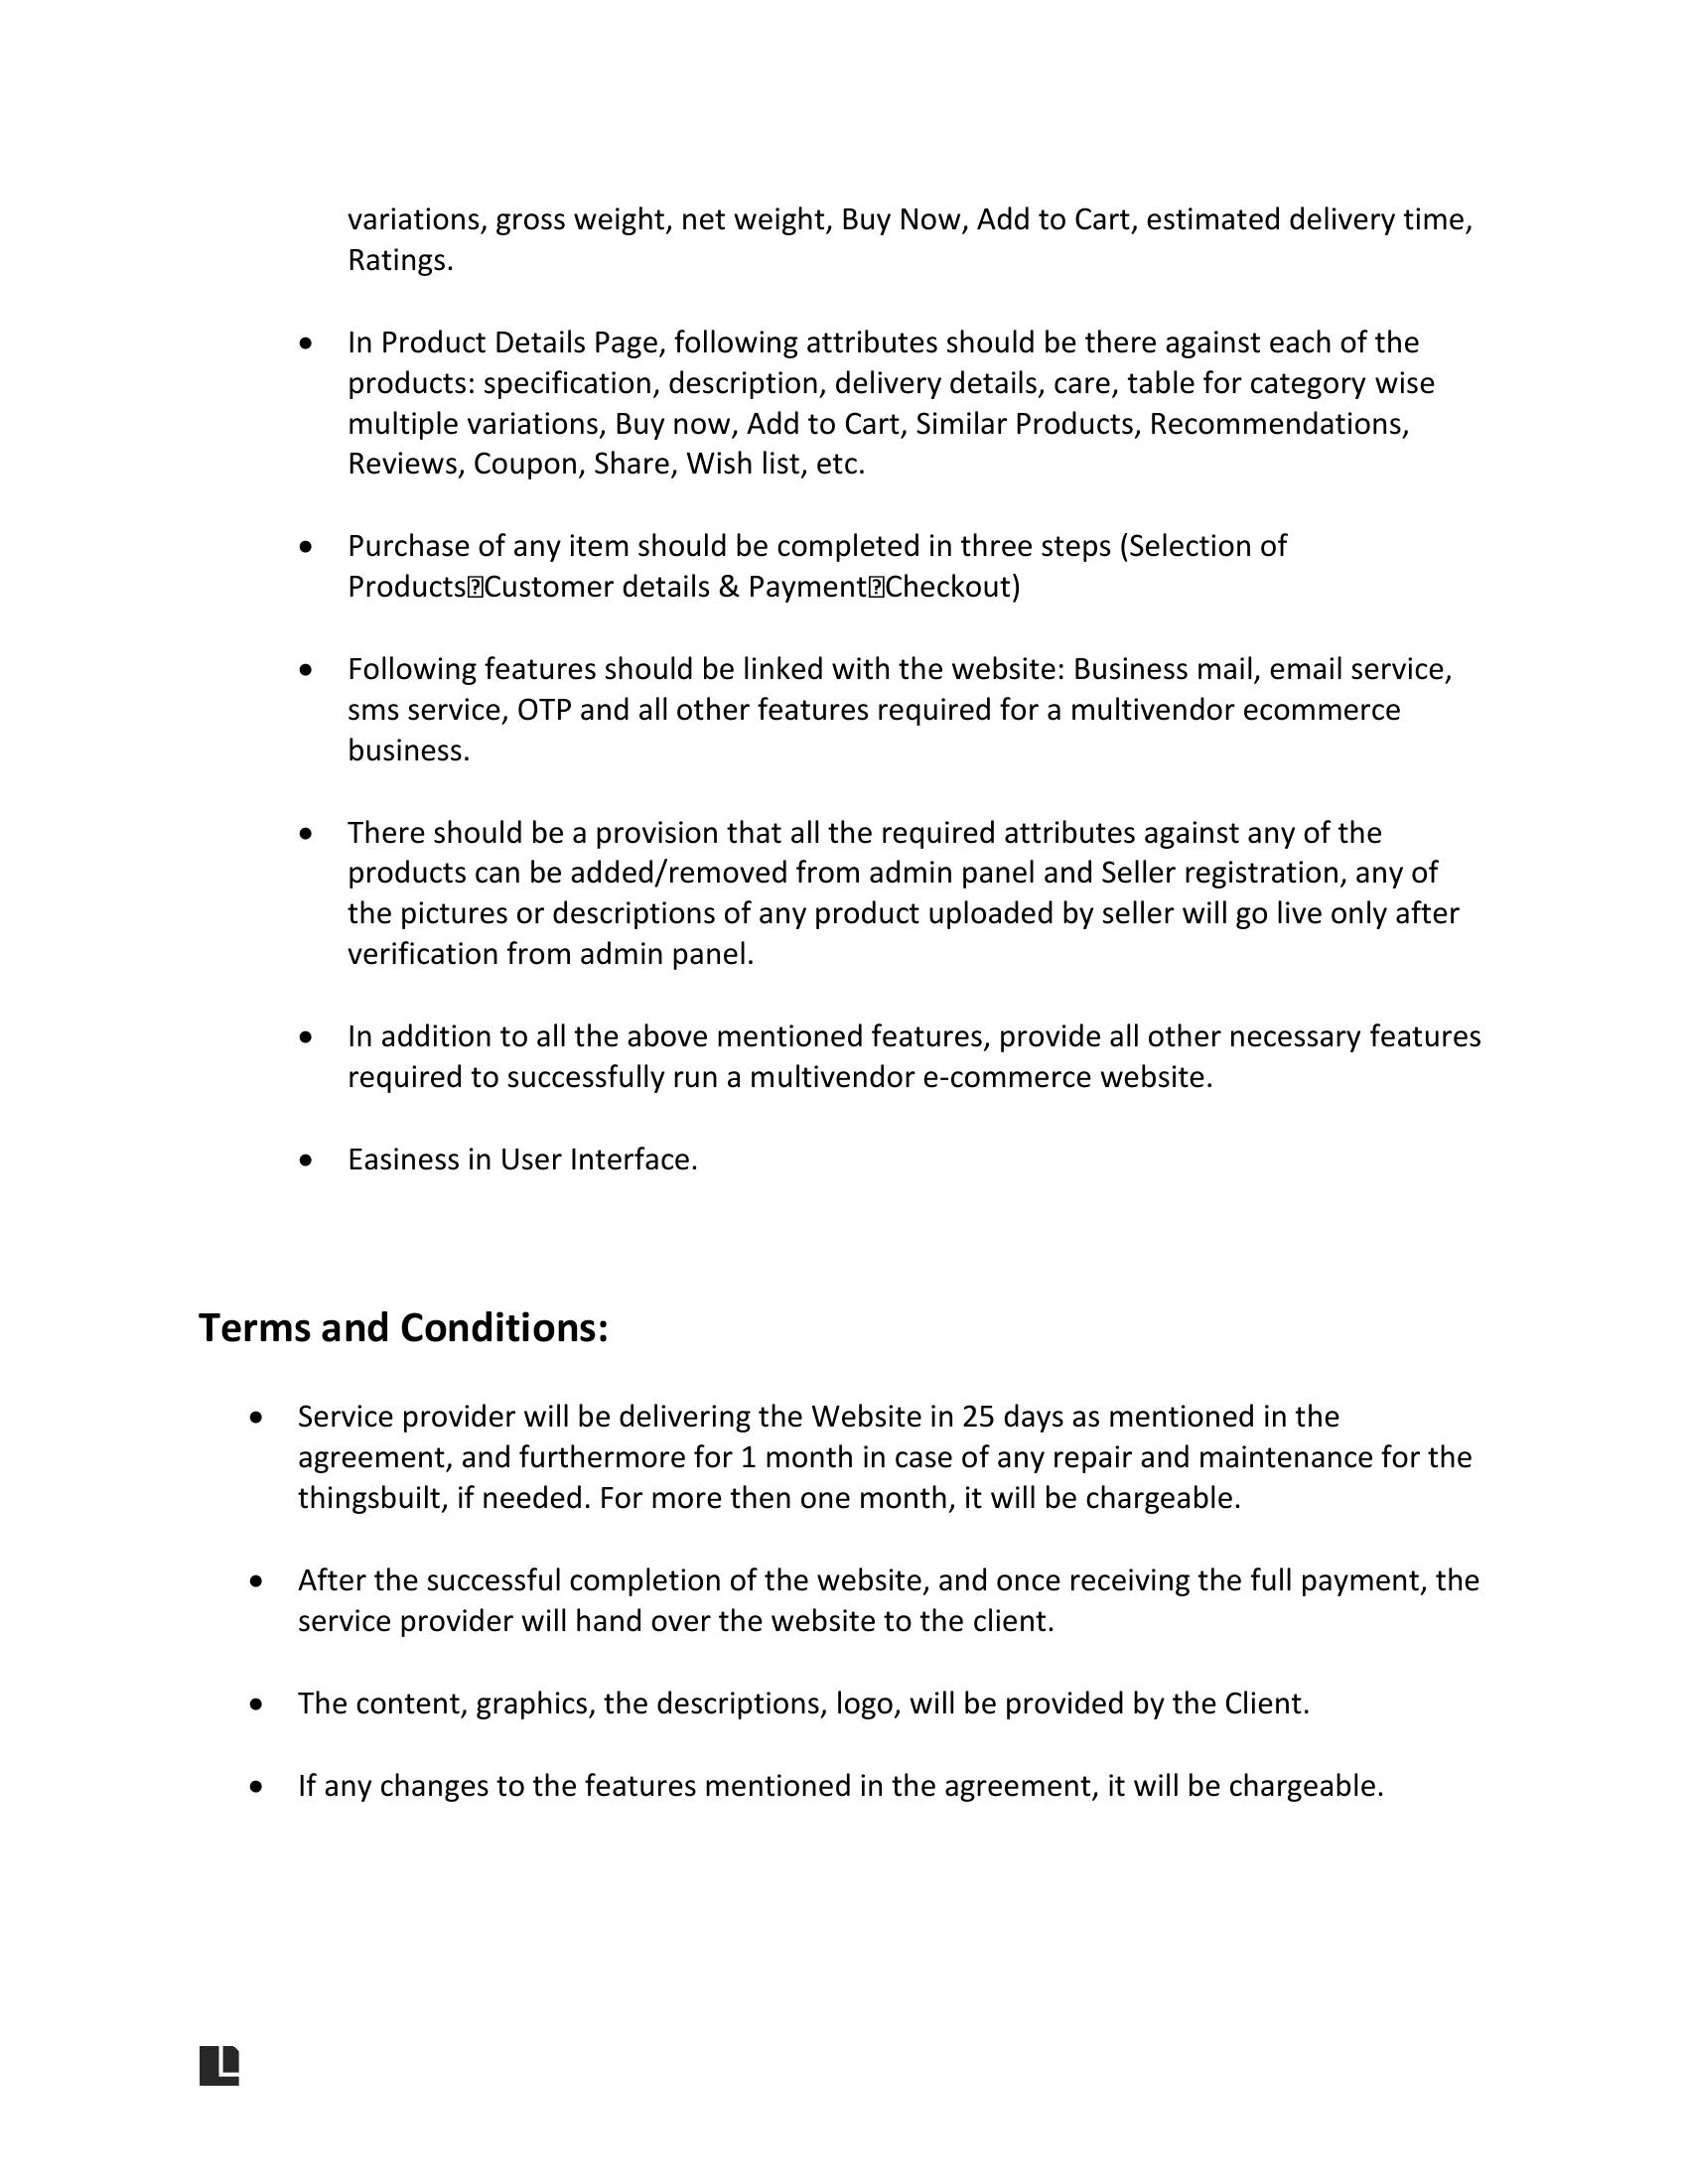 variations, gross weight, net weight, Buy Now, Add to Cart, estimated delivery time,
Ratings.
• In Product Details Page, following attributes should be there against each of the
products: specification, description, delivery details, care, table for category wise
multiple variations, Buy now, Add to Cart, Similar Products, Recommendations,
Reviews, Coupon, Share, Wish list, etc.
• Purchase of any item should be completed in three steps (Selection of
Products⍰Customer details & Payment⍰Checkout)
• Following features should be linked with the website: Business mail, email service,
sms service, OTP and all other features required for a multivendor ecommerce
business.
• There should be a provision that all the required attributes against any of the
products can be added/removed from admin panel and Seller registration, any of
the pictures or descriptions of any product uploaded by seller will go live only after
verification from admin panel.
• In addition to all the above mentioned features, provide all other necessary features
required to successfully run a multivendor e-commerce website.
• Easiness in User Interface.
Terms and Conditions:
• Service provider will be delivering the Website in 25 days as mentioned in the
agreement, and furthermore for 1 month in case of any repair and maintenance for the
thingsbuilt, if needed. For more then one month, it will be chargeable.
• After the successful completion of the website, and once receiving the full payment, the
service provider will hand over the website to the client.
• The content, graphics, the descriptions, logo, will be provided by the Client.
• If any changes to the features mentioned in the agreement, it will be chargeable.